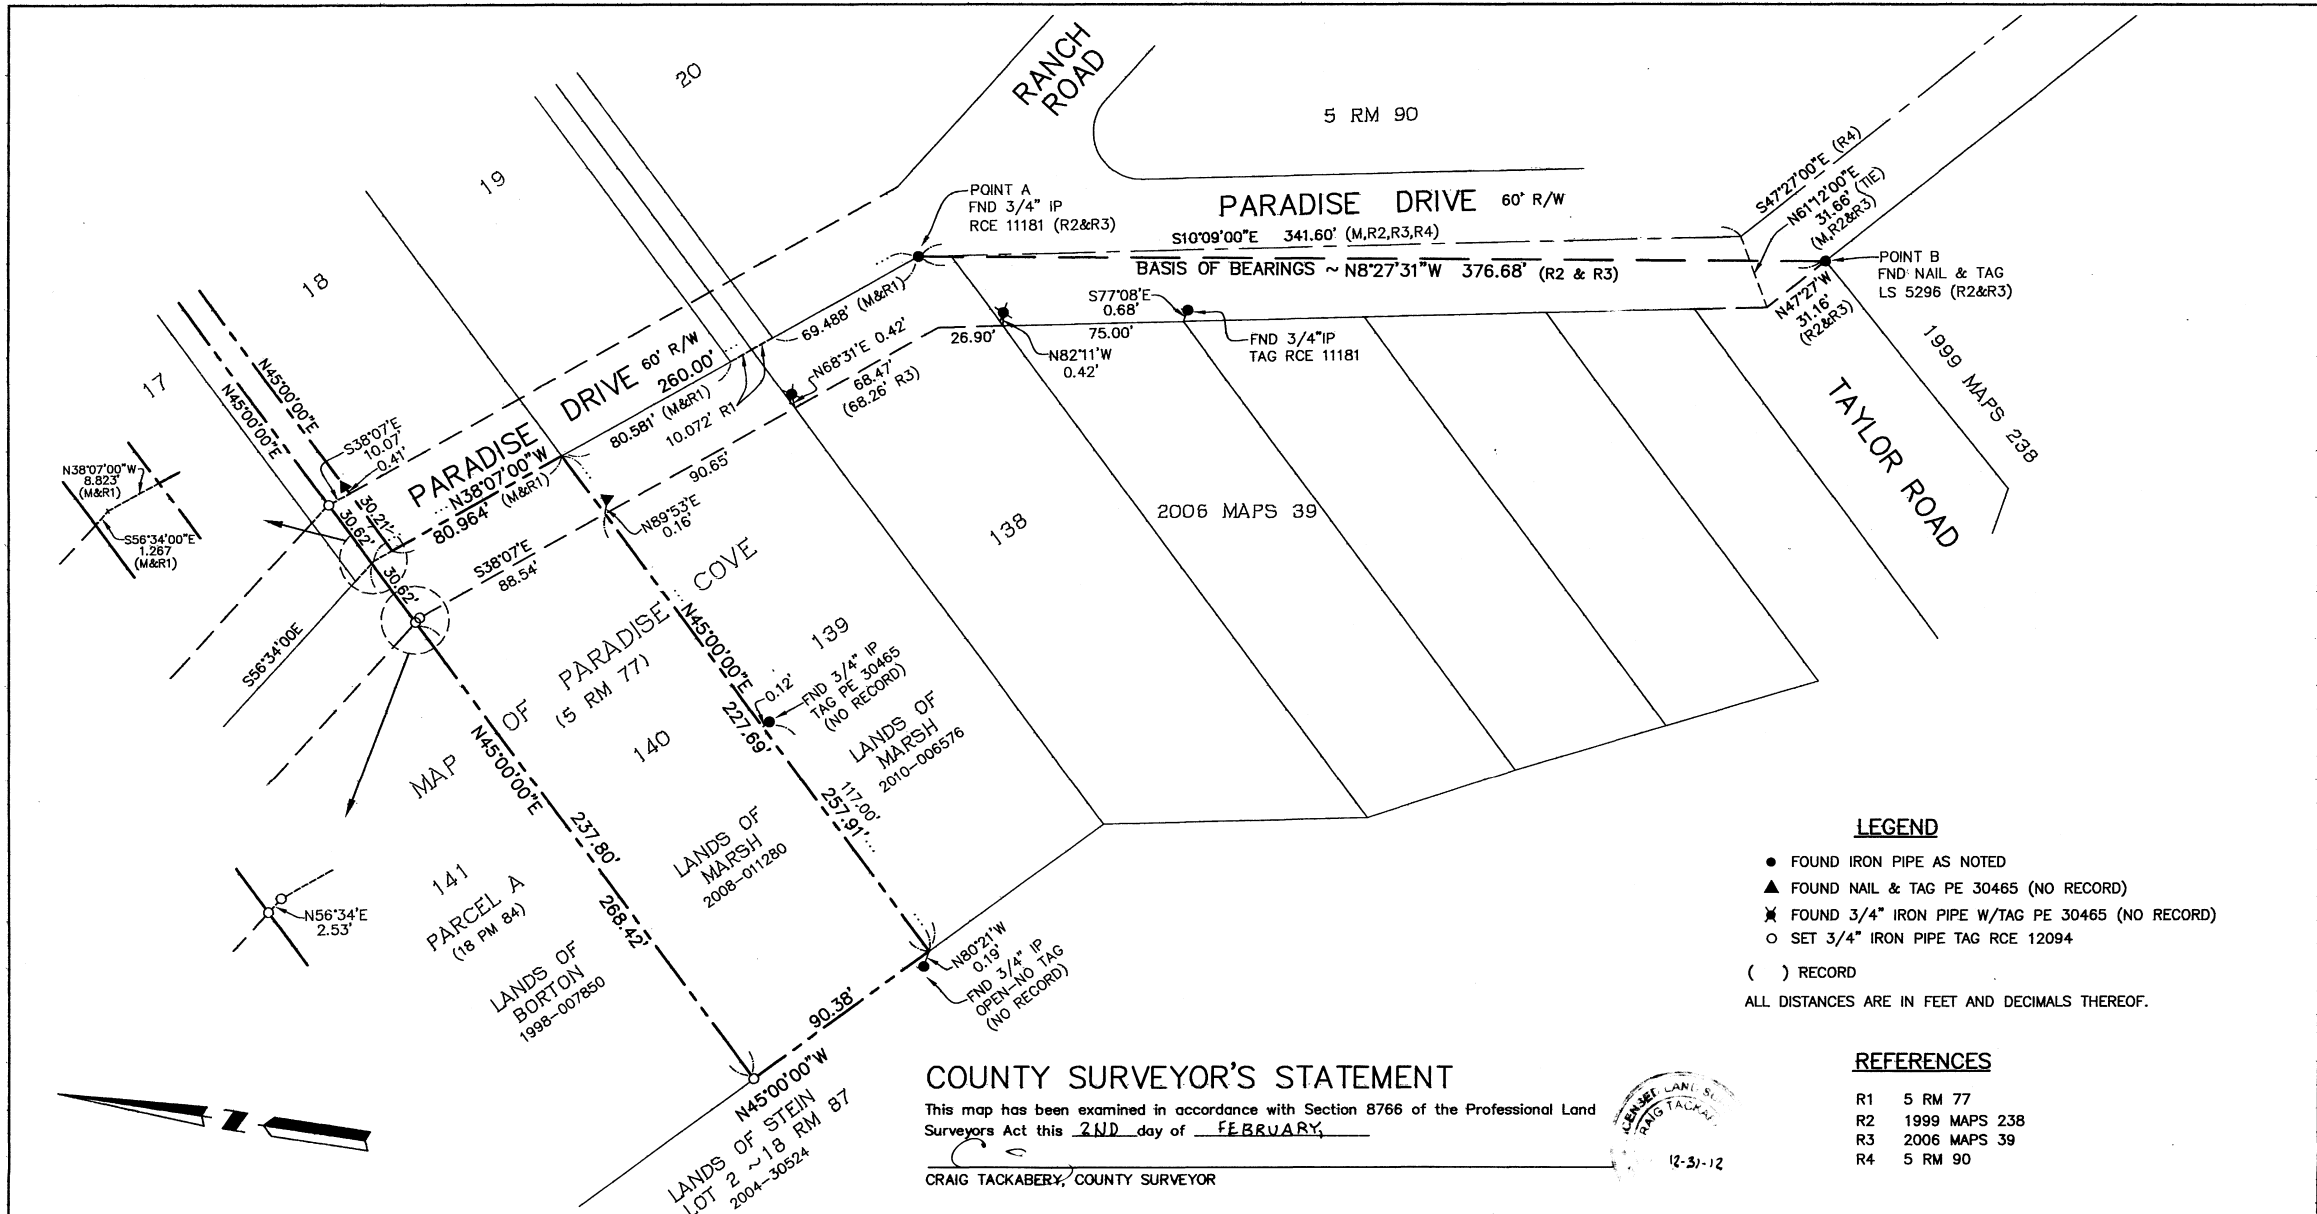 20
RANCH
ROAD
5 RM 90
19
18
17
POINT A
FND 3/4" IP
RCE 11181 (R2&R3)
PARADISE DRIVE 60' R/W
S10°09'00"E 341.60' (M,R2,R3,R4)
BASIS OF BEARINGS ~ N8°27'31"W 376.68' (R2 & R3)
S47°27'00"E (R4)
N61°12'00"E
31.66' (TIE)
(M,R2&R3)
POINT B
FND NAIL & TAG
LS 5296 (R2&R3)
N47°27'W
31.16'
(R2&R3)
1999 MAPS 238
TAYLOR ROAD
S77°08'E
0.68'
75.00'
26.90'
N82°11'W
0.42'
FND 3/4"IP
TAG RCE 11181
69.488' (M&R1)
N68°31'E 0.42'
68.47'
(68.26' R3)
PARADISE DRIVE 60' R/W
260.00'
80.581' (M&R1)
10.072' R1
N38°07'00"W
80.964' (M&R1)
90.65'
N89°53'E
0.16'
S38°07'E
88.54'
N45°00'00"E
N45°00'00"E
S38°07'E
10.07'
0.41'
30.21'
30.62'
30.62'
N38°07'00"W
8.823'
(M&R1)
S56°34'00"E
1.267
(M&R1)
S56°34'00E
138
2006 MAPS 39
MAP OF PARADISE COVE
(5 RM 77)
N45°00'00"E
227.69'
257.91'
117.00'
0.12'
139
FND 3/4" IP
TAG PE 30465
(NO RECORD)
LANDS OF
MARSH
2010-006576
140
LANDS OF
MARSH
2008-011280
N45°00'00"E
237.80'
268.42'
141
PARCEL A
(18 PM 84)
LANDS OF
BORTON
1998-007850
N56°34'E
2.53'
N80°21'W
0.19'
FND 3/4" IP
OPEN-NO TAG
(NO RECORD)
90.38'
N45°00'00"W
LANDS OF STEIN
LOT 2 ~18 RM 87
2004-30524
LEGEND
FOUND IRON PIPE AS NOTED
FOUND NAIL & TAG PE 30465 (NO RECORD)
FOUND 3/4" IRON PIPE W/TAG PE 30465 (NO RECORD)
SET 3/4" IRON PIPE TAG RCE 12094
( ) RECORD
ALL DISTANCES ARE IN FEET AND DECIMALS THEREOF.
REFERENCES
R1 5 RM 77
R2 1999 MAPS 238
R3 2006 MAPS 39
R4 5 RM 90
COUNTY SURVEYOR'S STATEMENT
This map has been examined in accordance with Section 8766 of the Professional Land
Surveyors Act this 2ND day of FEBRUARY,
CRAIG TACKABERY, COUNTY SURVEYOR
12-31-12